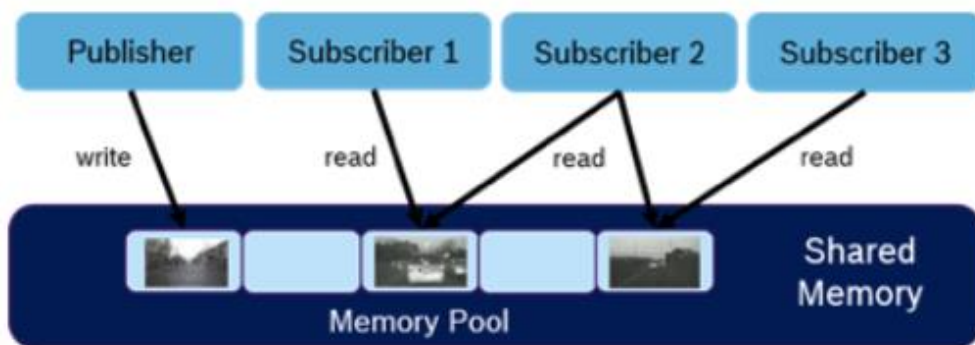 Publisher
Subscriber 1
Subscriber 2
Subscriber 3
write
read
read
read
Shared
Memory
Memory Pool